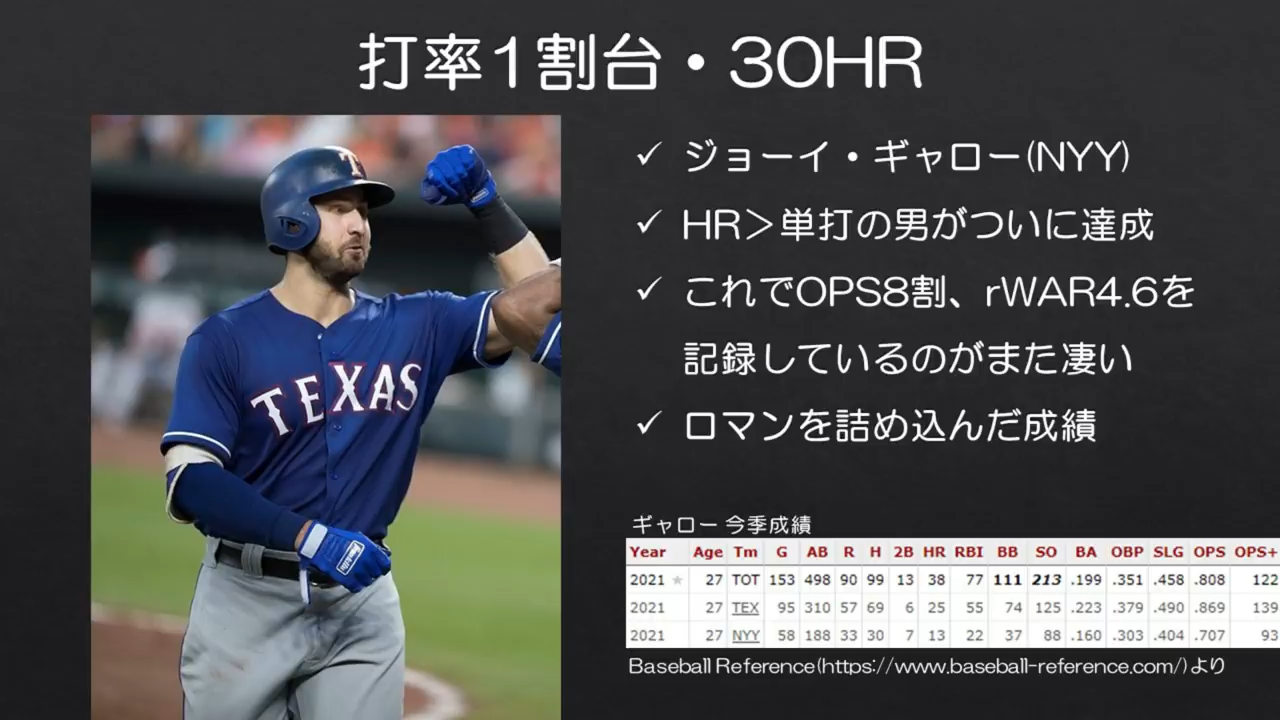 打率1割台・30HR
✓ ジョーイ・ギャロー(NYY)
✓ HR＞単打の男がついに達成
✓ これでOPS8割、rWAR4.6を
記録しているのがまた凄い
✓ ロマンを詰め込んだ成績
T
TEXAS
ギャロー 今季成績
Year Age Tm G AB R H 2B HR RBI BB SO BA OBP SLG OPS OPS+
2021 ★ 27 TOT 153 498 90 99 13 38 77 111 213 .199 .351 .458 .808 122
2021 27 TEX 95 310 57 69 6 25 55 74 125 .223 .379 .490 .869 139
2021 27 NYY 58 188 33 30 7 13 22 37 88 .160 .303 .404 .707 93
Baseball Reference(https://www.baseball-reference.com/)より